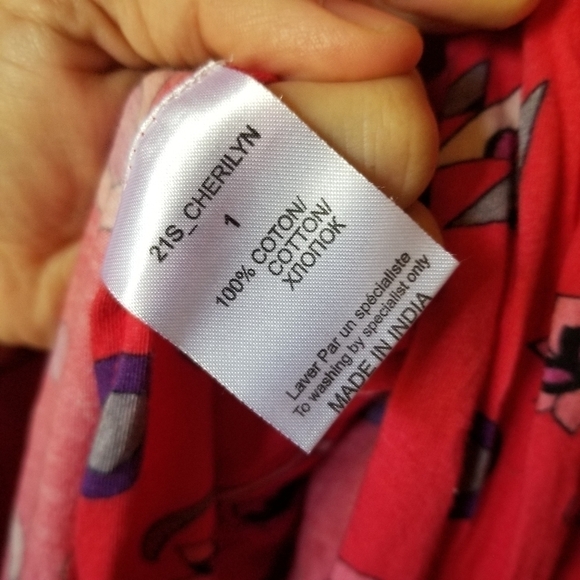 21S_CHERILYN
1
100% COTON/
COTTON/
ХЛОПОК
Laver Par un spécialiste
To washing by specialist only
MADE IN INDIA